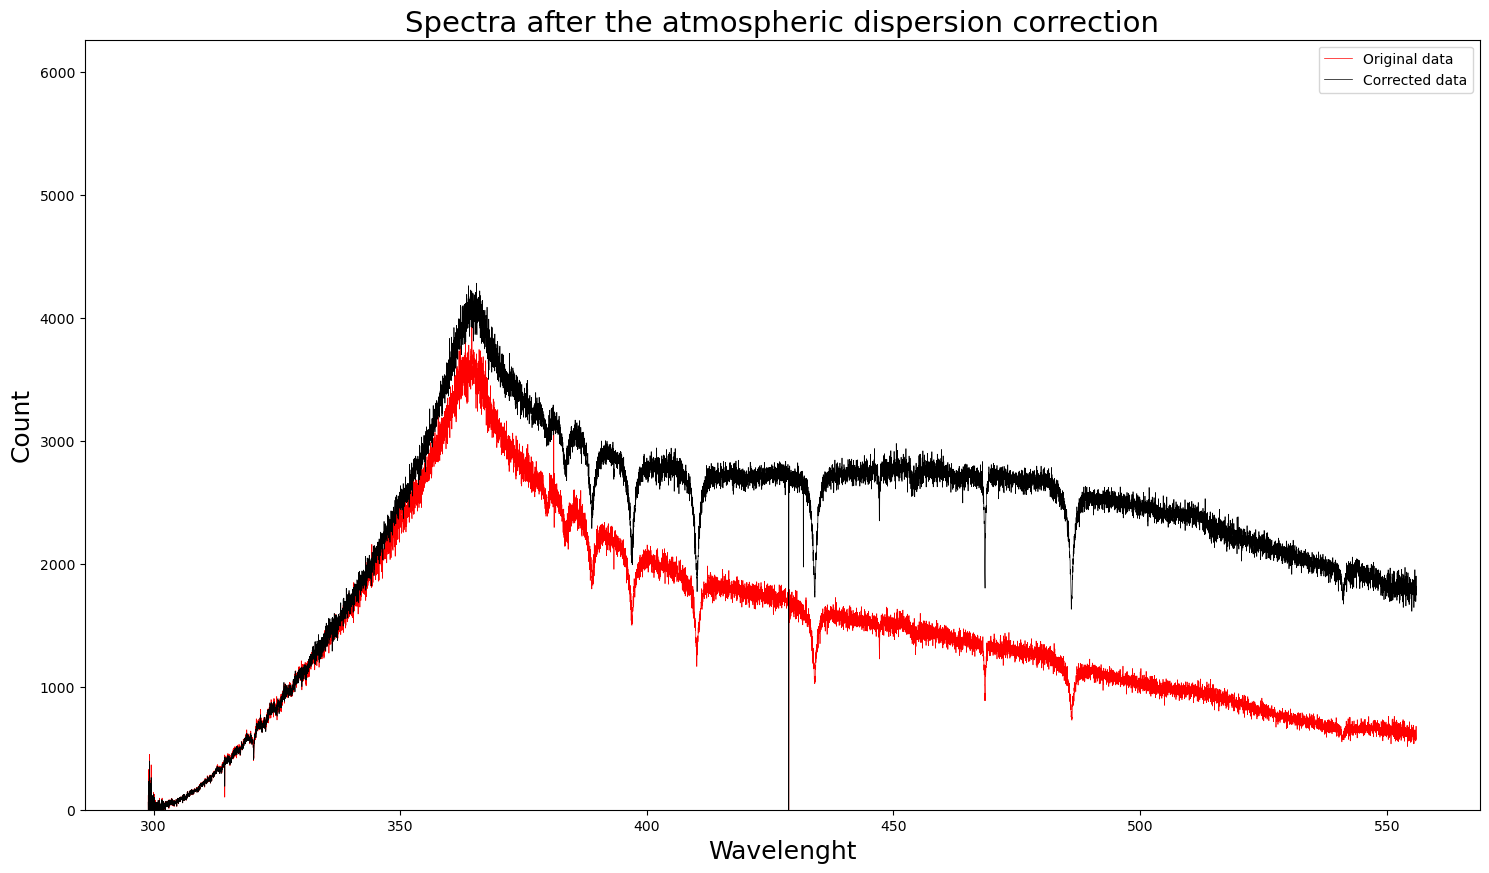 Spectra after the atmospheric dispersion correction
Original data
Corrected data
6000
5000
4000
3000
2000
1000
0
Count
300
350
400
450
500
550
Wavelenght